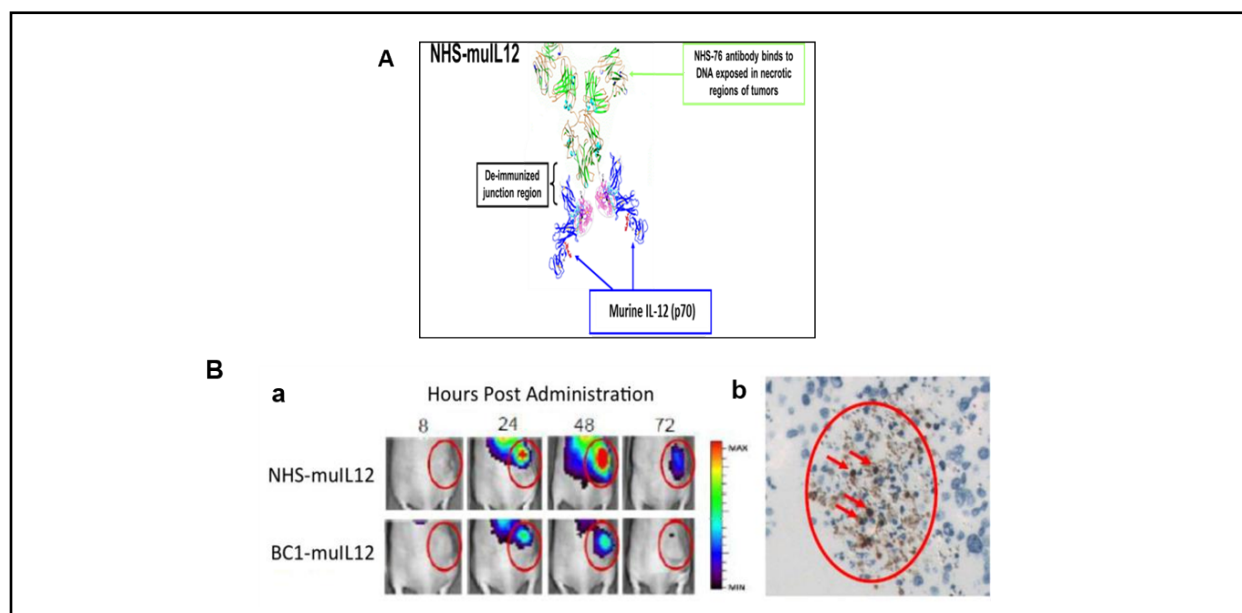 A
NHS-muIL12
NHS-76 antibody binds to
DNA exposed in necrotic
regions of tumors
De-immunized
junction region
Murine IL-12 (p70)
B
a
Hours Post Administration
8 24 48 72
NHS-muIL12
BC1-muIL12
MAX
MIN
b